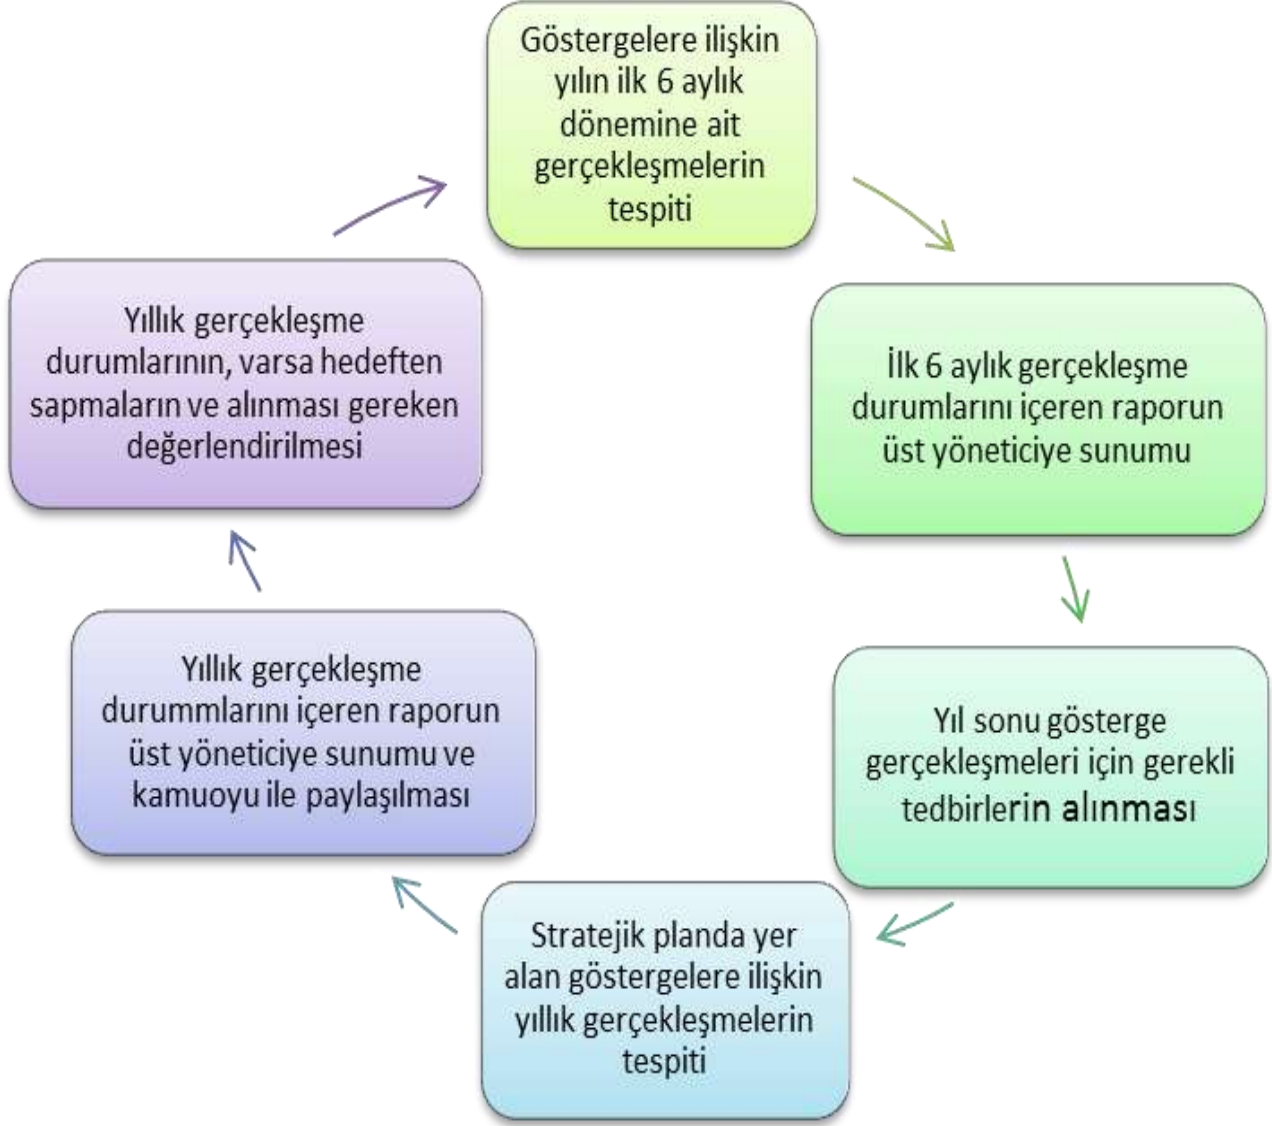 Göstergelere ilişkin
yılın ilk 6 aylık
dönemine ait
gerçekleşmelerin
tespiti
İlk 6 aylık gerçekleşme
durumlarını içeren raporun
üst yöneticiye sunumu
Yıl sonu gösterge
gerçekleşmeleri için gerekli
tedbirlerin alınması
Stratejik planda yer
alan göstergelere ilişkin
yıllık gerçekleşmelerin
tespiti
Yıllık gerçekleşme
durummlarını içeren raporun
üst yöneticiye sunumu ve
kamuoyu ile paylaşılması
Yıllık gerçekleşme
durumlarının, varsa hedeften
sapmaların ve alınması gereken
değerlendirilmesi